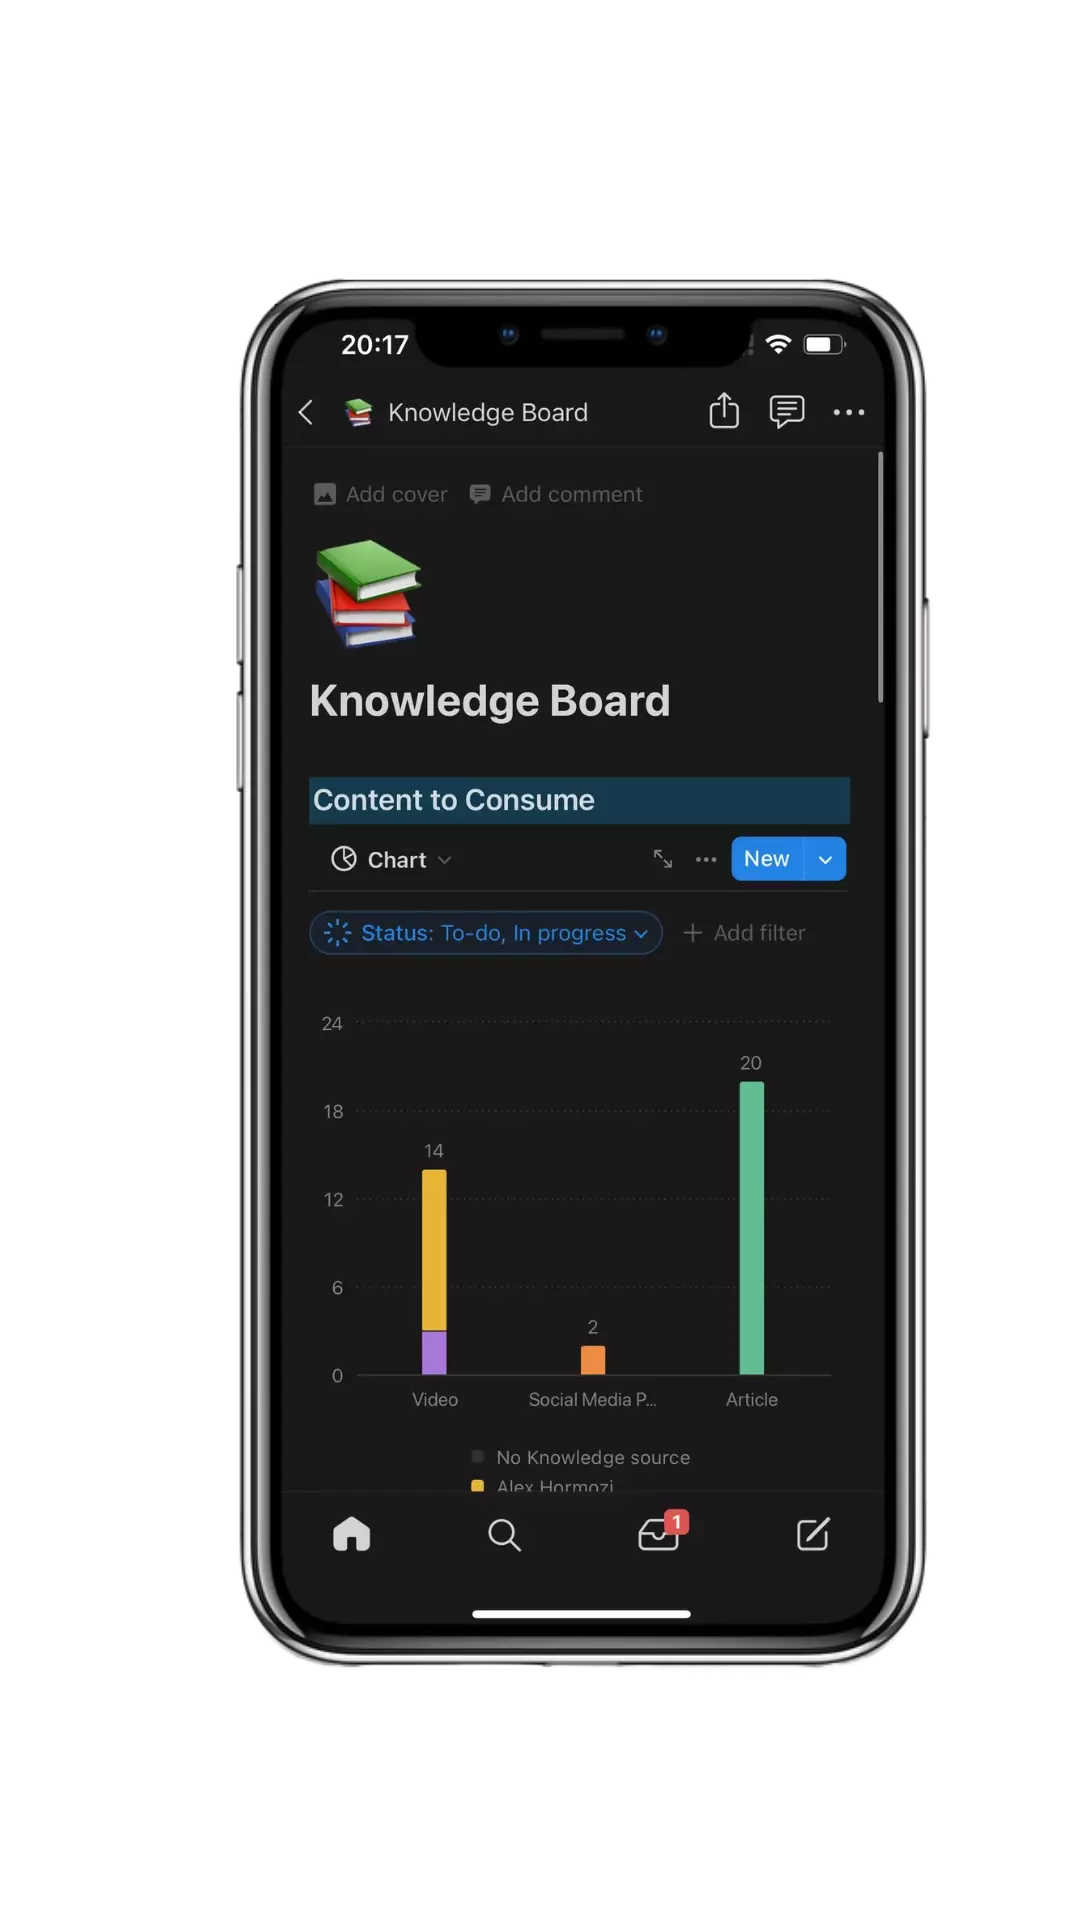 20:17
Knowledge Board
Add cover Add comment
Knowledge Board
Content to Consume
Chart New
Status: To-do, In progress Add filter
24
20
18
14
12
6
2
0
Video Social Media P... Article
No Knowledge source
Alex Hormozi
1